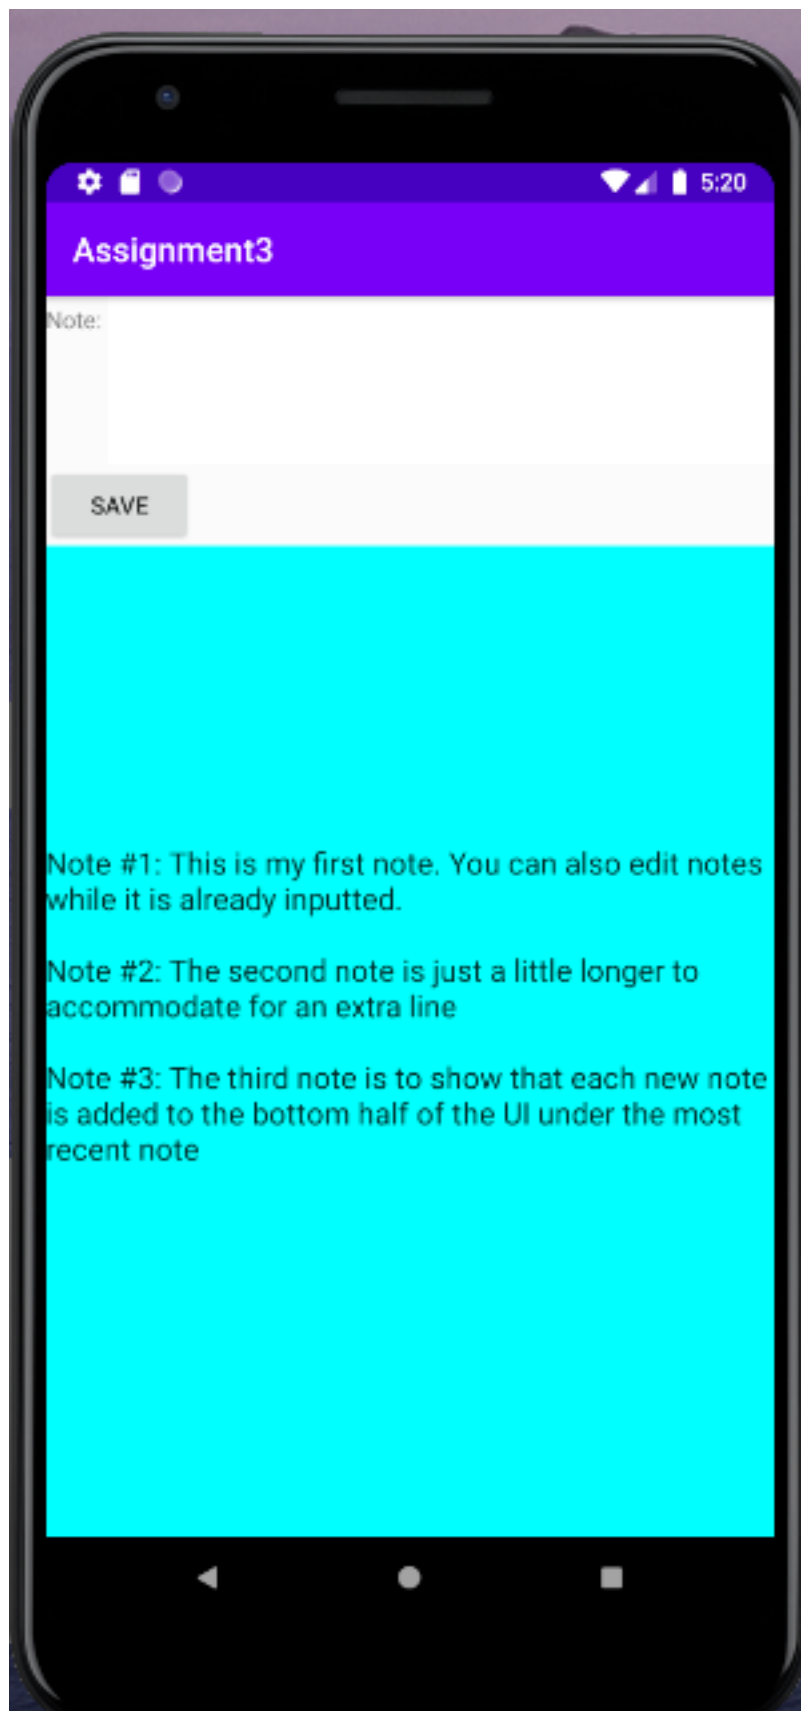 5:20
Assignment3
Note:
SAVE
Note #1: This is my first note. You can also edit notes
while it is already inputted.
Note #2: The second note is just a little longer to
accommodate for an extra line
Note #3: The third note is to show that each new note
is added to the bottom half of the UI under the most
recent note